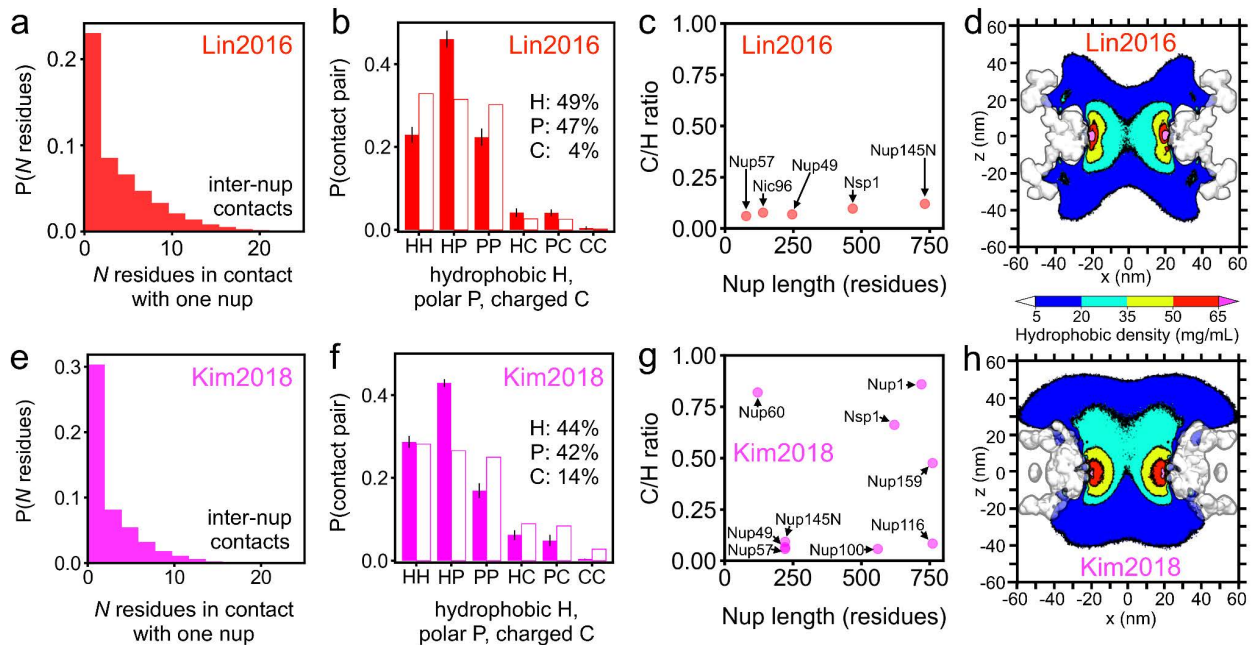 a
Lin2016
P(N residues)
0.2
0.1
0.0
inter-nup
contacts
0 10 20
N residues in contact
with one nup
b
Lin2016
P(contact pair)
0.4
0.2
0.0
H: 49%
P: 47%
C: 4%
HH HP PP HC PC CC
hydrophobic H,
polar P, charged C
c
Lin2016
C/H ratio
1.00
0.75
0.50
0.25
0.00
Nup57
Nic96
Nup49
Nsp1
Nup145N
0 250 500 750
Nup length (residues)
d
Lin2016
z (nm)
60
40
20
0
-20
-40
-60
-60 -40 -20 0 20 40 60
x (nm)
5 20 35 50 65
Hydrophobic density (mg/mL)
e
Kim2018
P(N residues)
0.3
0.2
0.1
0.0
inter-nup
contacts
0 10 20
N residues in contact
with one nup
f
Kim2018
P(contact pair)
0.4
0.2
0.0
H: 44%
P: 42%
C: 14%
HH HP PP HC PC CC
hydrophobic H,
polar P, charged C
g
C/H ratio
1.00
0.75
0.50
0.25
0.00
Nup1
Nup60
Nsp1
Kim2018
Nup159
Nup49
Nup145N
Nup57
Nup100
Nup116
0 250 500 750
Nup length (residues)
h
z (nm)
60
40
20
0
-20
-40
-60
Kim2018
-60 -40 -20 0 20 40 60
x (nm)